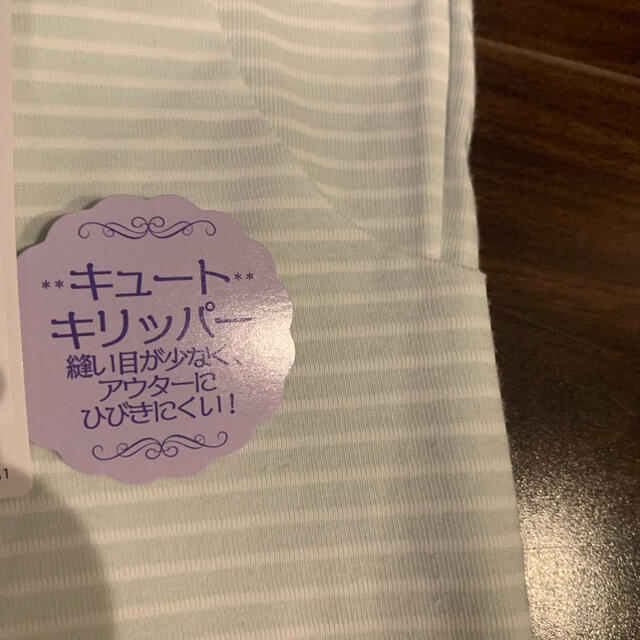 **キュート**
キリッパー
縫い目が少なく、
アウターに
ひびきにくい!